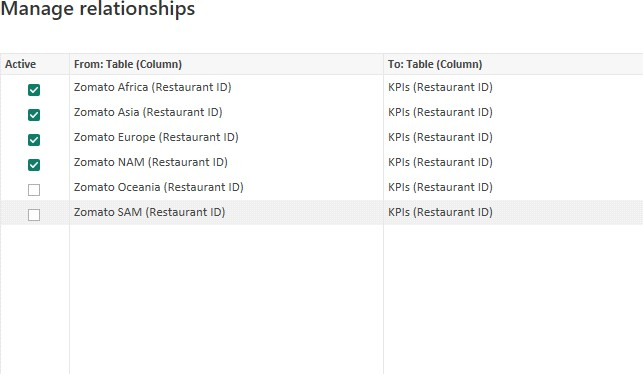 Manage relationships
Active From: Table (Column) To: Table (Column)
Zomato Africa (Restaurant ID) KPIs (Restaurant ID)
Zomato Asia (Restaurant ID) KPIs (Restaurant ID)
Zomato Europe (Restaurant ID) KPIs (Restaurant ID)
Zomato NAM (Restaurant ID) KPIs (Restaurant ID)
Zomato Oceania (Restaurant ID) KPIs (Restaurant ID)
Zomato SAM (Restaurant ID) KPIs (Restaurant ID)